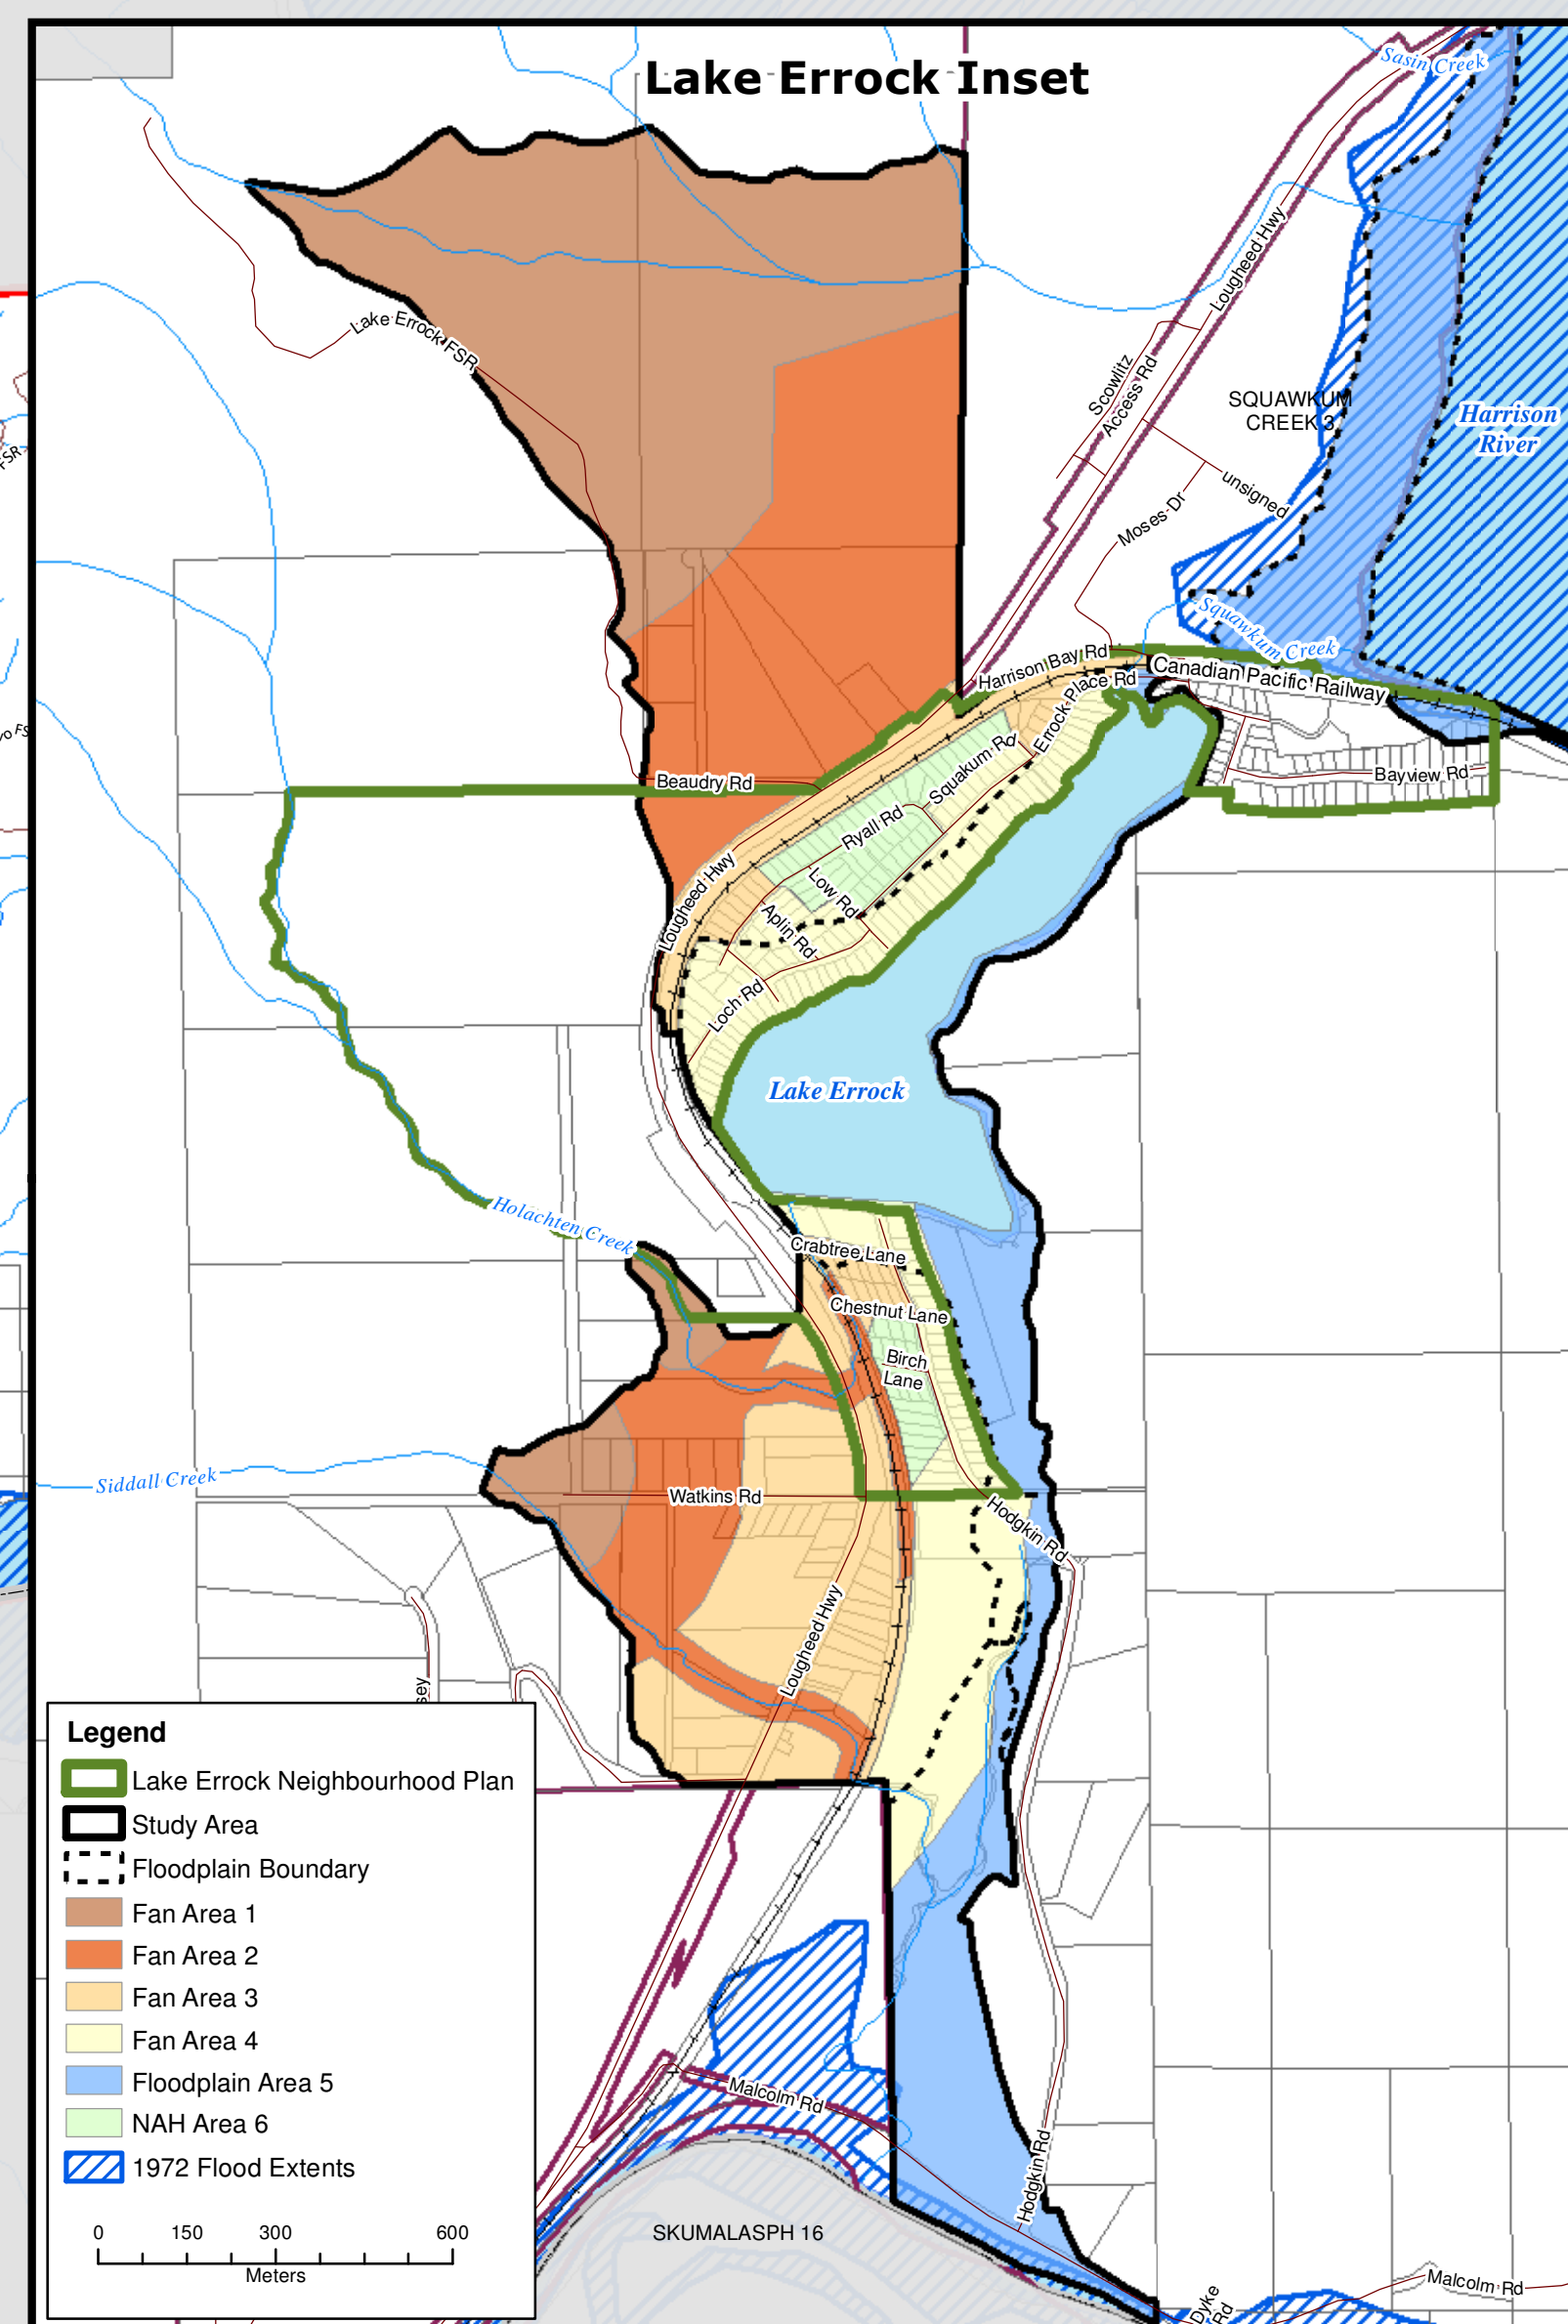 Lake Errock Inset
Sasin Creek
Lougheed Hwy
Lake Errock FSR
Scowlitz
Access Rd
SQUAWKUM
CREEK 3
Harrison
River
FSR
unsigned
Moses Dr
Squawkum Creek
Harrison Bay Rd
Canadian Pacific Railway
Errock Place Rd
Beaudry Rd
Squakum Rd
Bayview Rd
Ryall Rd
Lougheed Hwy
Low Rd
Aplin Rd
Loch Rd
Lake Errock
Holachten Creek
Crabtree Lane
Chestnut Lane
Birch
Lane
Siddall Creek
Watkins Rd
Hodgkin Rd
Lougheed Hwy
sey
Legend
Lake Errock Neighbourhood Plan
Study Area
Floodplain Boundary
Fan Area 1
Fan Area 2
Fan Area 3
Fan Area 4
Floodplain Area 5
NAH Area 6
1972 Flood Extents
0 150 300 600
Meters
Malcolm Rd
Hodgkin Rd
SKUMALASPH 16
Malcolm Rd
Dyke
Rd